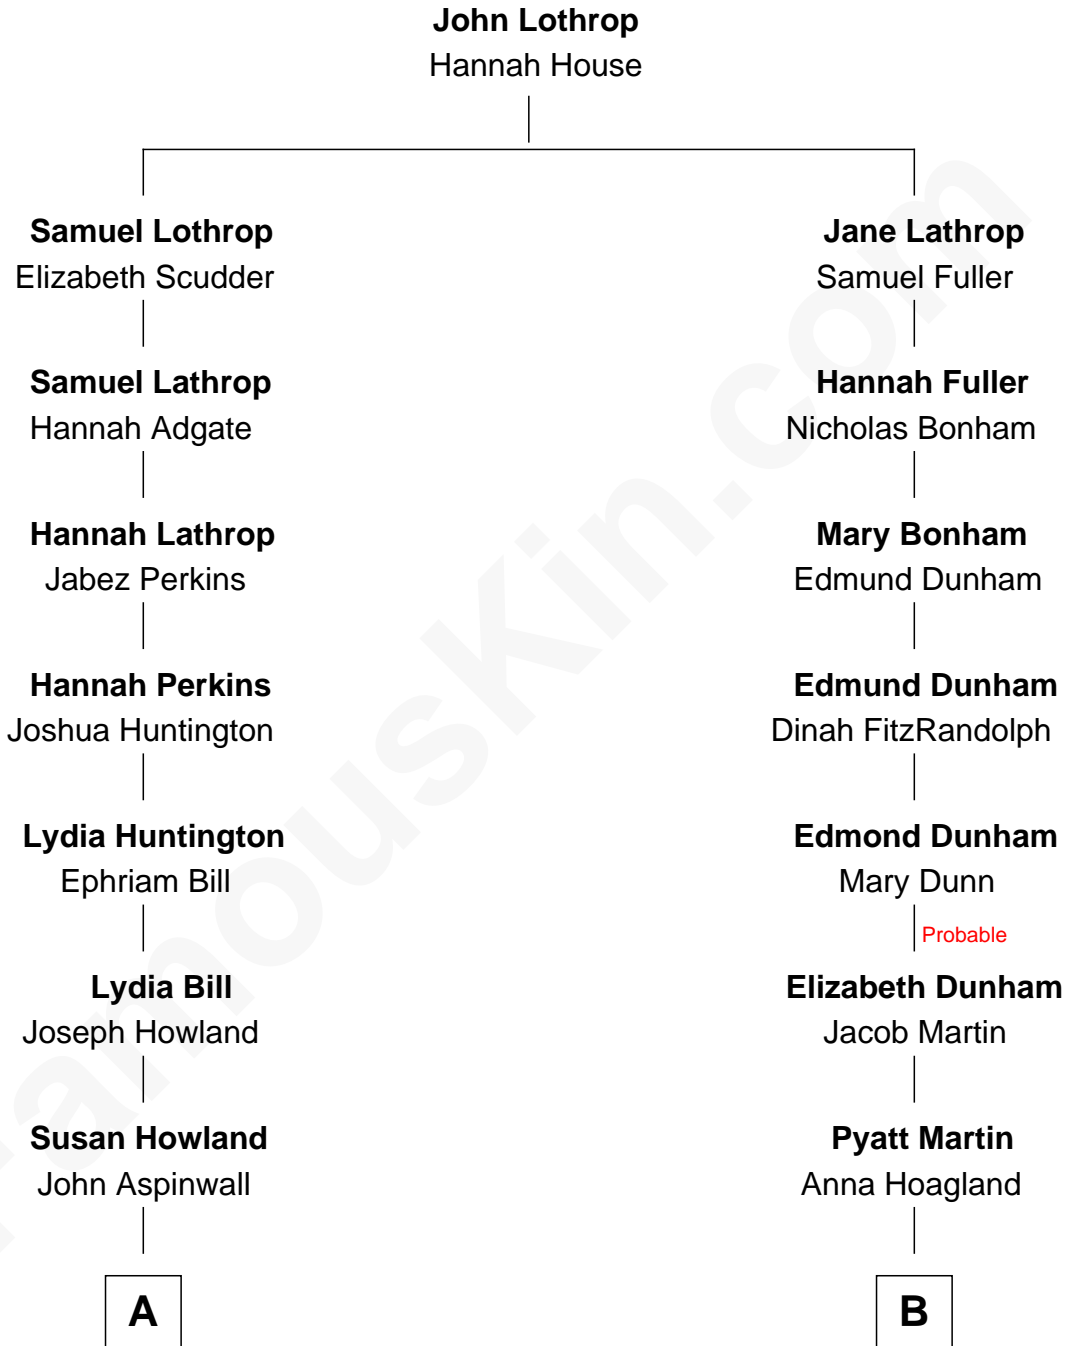 John Lothrop
Hannah House
Samuel Lothrop
Elizabeth Scudder
Jane Lathrop
Samuel Fuller
Samuel Lathrop
Hannah Adgate
Hannah Fuller
Nicholas Bonham
Hannah Lathrop
Jabez Perkins
Mary Bonham
Edmund Dunham
Hannah Perkins
Joshua Huntington
Edmund Dunham
Dinah FitzRandolph
Lydia Huntington
Ephriam Bill
Edmond Dunham
Mary Dunn
Probable
Lydia Bill
Joseph Howland
Elizabeth Dunham
Jacob Martin
Susan Howland
John Aspinwall
Pyatt Martin
Anna Hoagland
A
B
FamousKin.com